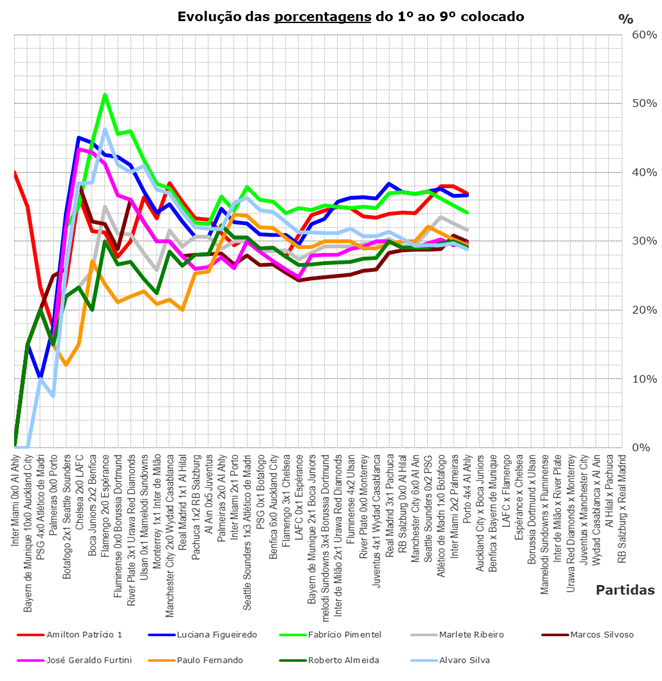 Evolução das porcentagens do 1º ao 9º colocado
%
60%
50%
40%
30%
20%
10%
0%
Inter Miami 0x0 Al Ahly
Bayern de Munique 10x0 Auckland City
PSG 4x0 Atlético de Madri
Palmeiras 0x0 Porto
Botafogo 2x1 Seattle Sounders
Chelsea 2x0 LAFC
Boca Juniors 2x2 Benfica
Flamengo 2x0 Espérance
Fluminense 0x0 Borussia Dortmund
River Plate 3x1 Urawa Red Diamonds
Ulsan 0x1 Mamelodi Sundowns
Monterrey 1x1 Inter de Milão
Manchester City 2x0 Wydad Casablanca
Real Madrid 1x1 Al Hilal
Pachuca 1x2 RB Salzburg
Al Ain 0x5 Juventus
Palmeiras 2x0 Al Ahly
Inter Miami 2x1 Porto
Seattle Sounders 1x3 Atlético de Madri
PSG 0x1 Botafogo
Benfica 6x0 Auckland City
Flamengo 3x1 Chelsea
LAFC 0x1 Espérance
Bayern de Munique 2x1 Boca Juniors
melodi Sundowns 3x4 Borussia Dortmund
Inter de Milão 2x1 Urawa Red Diamonds
Fluminense 4x2 Ulsan
River Plate 0x0 Monterrey
Juventus 4x1 Wydad Casablanca
Real Madrid 3x1 Pachuca
RB Salzburg 0x0 Al Hilal
Manchester City 6x0 Al Ain
Seattle Sounders 0x2 PSG
Atlético de Madri 1x0 Botafogo
Inter Miami 2x2 Palmeiras
Porto 4x4 Al Ahly
Auckland City x Boca Juniors
Benfica x Bayern de Munique
LAFC x Flamengo
Esperance x Chelsea
Borussia Dortmund x Ulsan
Mamelodi Sundowns x Fluminense
Inter de Milão x River Plate
Urawa Red Diamonds x Monterrey
Juventus x Manchester City
Wydad Casablanca x Al Ain
Al Hilal x Pachuca
RB Salzburg x Real Madrid
Partidas
Amilton Patrício 1
Luciana Figueiredo
Fabrício Pimentel
Marlete Ribeiro
Marcos Silvoso
José Geraldo Furtini
Paulo Fernando
Roberto Almeida
Alvaro Silva